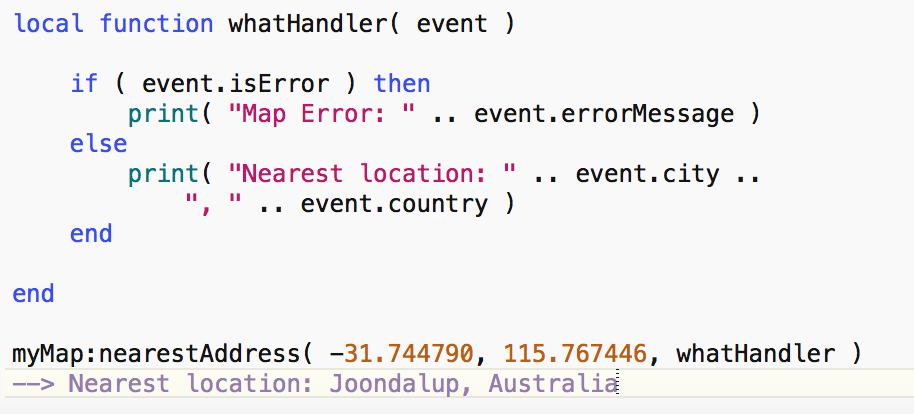 local function whatHandler( event )
if ( event.isError ) then
print( "Map Error: " .. event.errorMessage )
else
print( "Nearest location: " .. event.city ..
", " .. event.country )
end
end
myMap:nearestAddress( -31.744790, 115.767446, whatHandler )
--> Nearest location: Joondalup, Australia